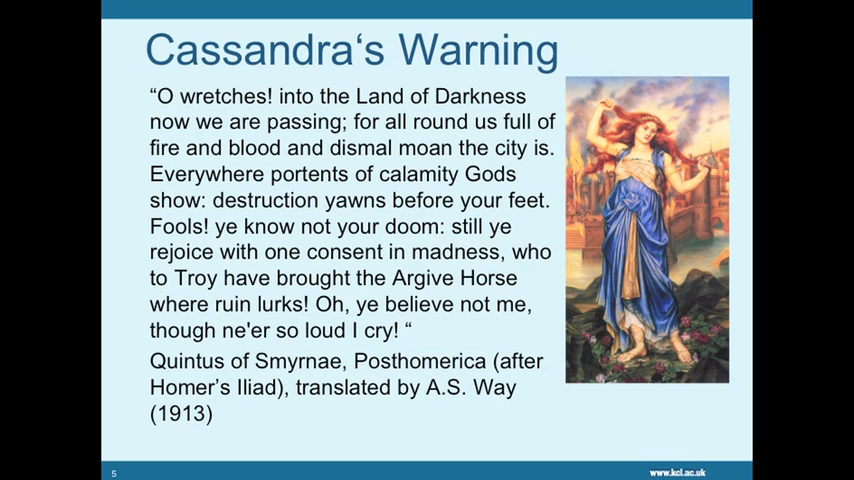 Cassandra‘s Warning
“O wretches! into the Land of Darkness
now we are passing; for all round us full of
fire and blood and dismal moan the city is.
Everywhere portents of calamity Gods
show: destruction yawns before your feet.
Fools! ye know not your doom: still ye
rejoice with one consent in madness, who
to Troy have brought the Argive Horse
where ruin lurks! Oh, ye believe not me,
though ne'er so loud I cry! “
Quintus of Smyrnae, Posthomerica (after
Homer’s Iliad), translated by A.S. Way
(1913)
5
www.kcl.ac.uk